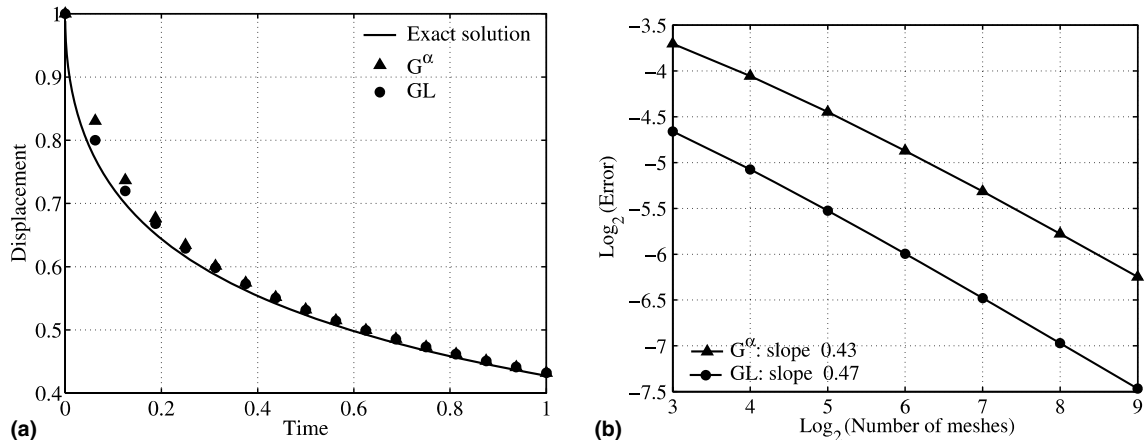 1
0.9
0.8
0.7
0.6
0.5
0.4
Displacement
0
0.2
0.4
0.6
0.8
1
Time
Exact solution
G^α
GL
(a)
−3.5
−4
−4.5
−5
−5.5
−6
−6.5
−7
−7.5
Log₂(Error)
3
4
5
6
7
8
9
Log₂(Number of meshes)
G^α: slope 0.43
GL: slope 0.47
(b)